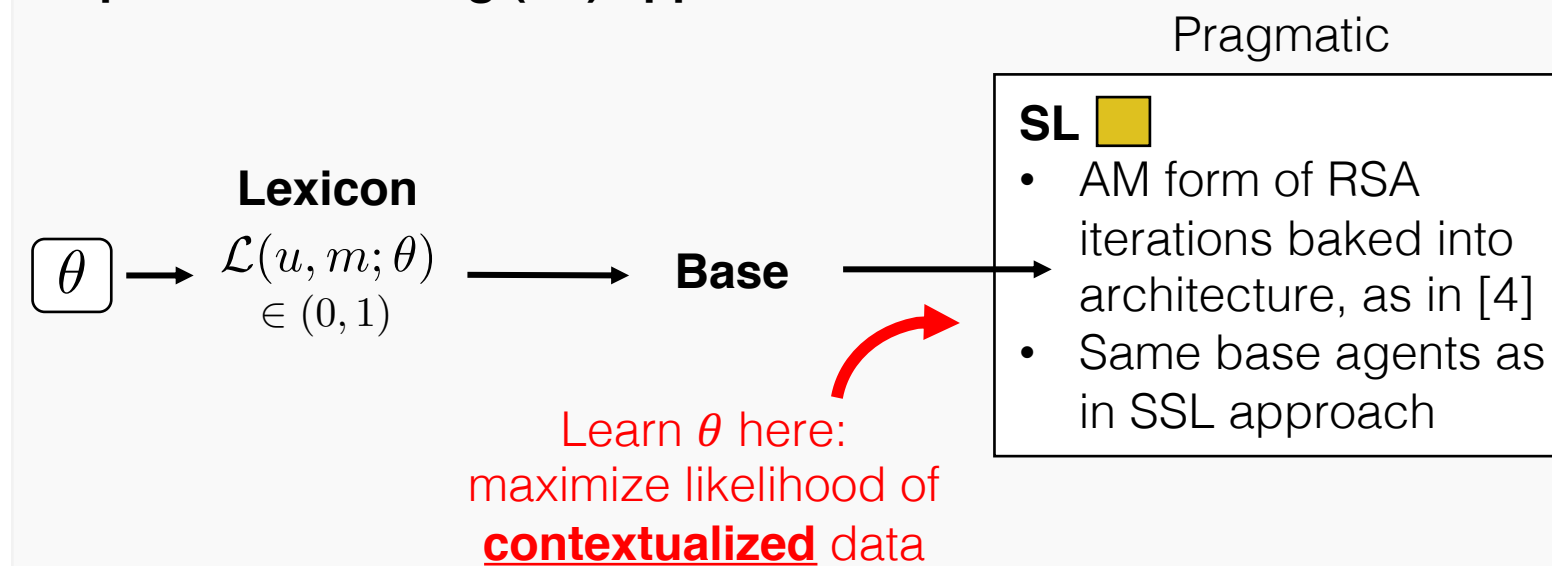 Pragmatic
SL
• AM form of RSA
iterations baked into
architecture, as in [4]
• Same base agents as
in SSL approach
Lexicon
θ
ℒ(u, m; θ)
∈ (0, 1)
Base
Learn θ here:
maximize likelihood of
contextualized data